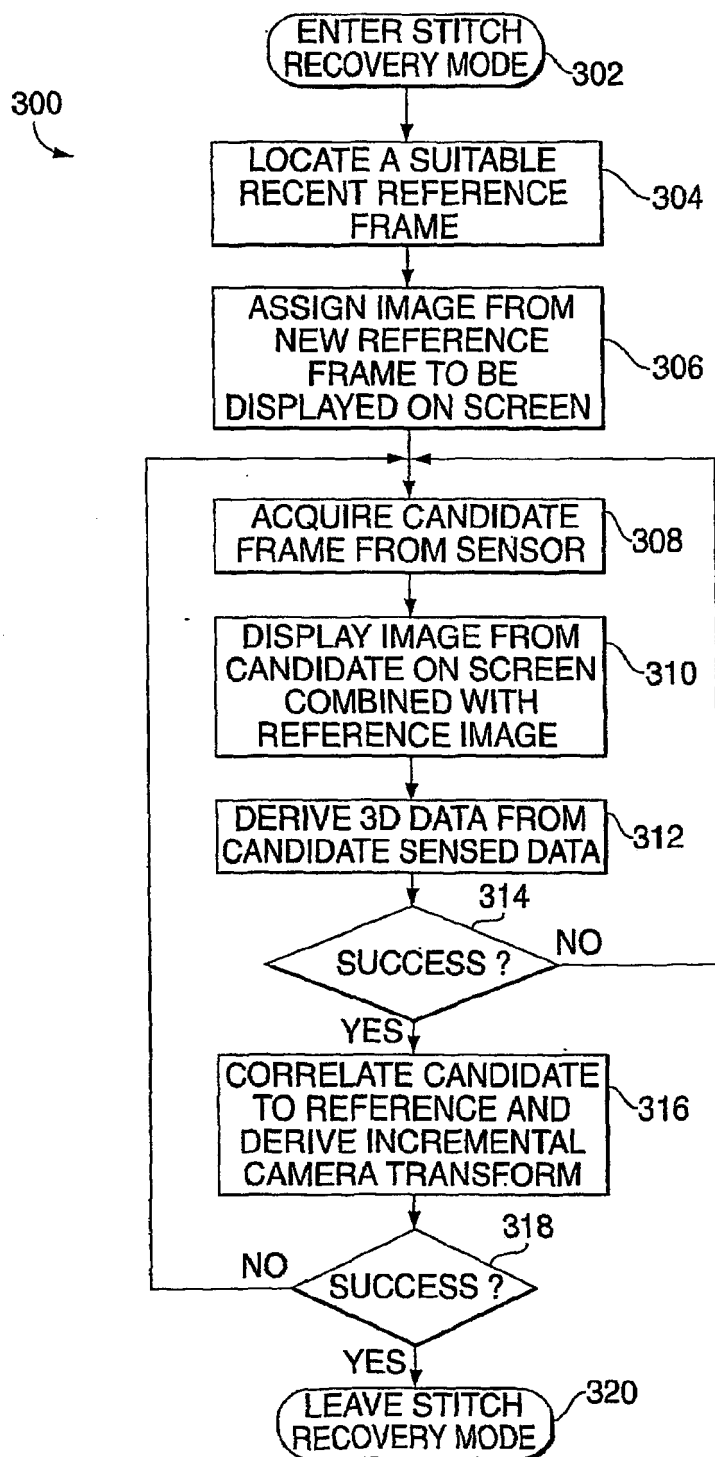 ENTER STITCH
RECOVERY MODE
302
300
LOCATE A SUITABLE
RECENT REFERENCE
FRAME
304
ASSIGN IMAGE FROM
NEW REFERENCE
FRAME TO BE
DISPLAYED ON SCREEN
306
ACQUIRE CANDIDATE
FRAME FROM SENSOR
308
DISPLAY IMAGE FROM
CANDIDATE ON SCREEN
COMBINED WITH
REFERENCE IMAGE
310
DERIVE 3D DATA FROM
CANDIDATE SENSED DATA
312
314
SUCCESS ?
NO
YES
CORRELATE CANDIDATE
TO REFERENCE AND
DERIVE INCREMENTAL
CAMERA TRANSFORM
316
318
NO
SUCCESS ?
YES
LEAVE STITCH
RECOVERY MODE
320